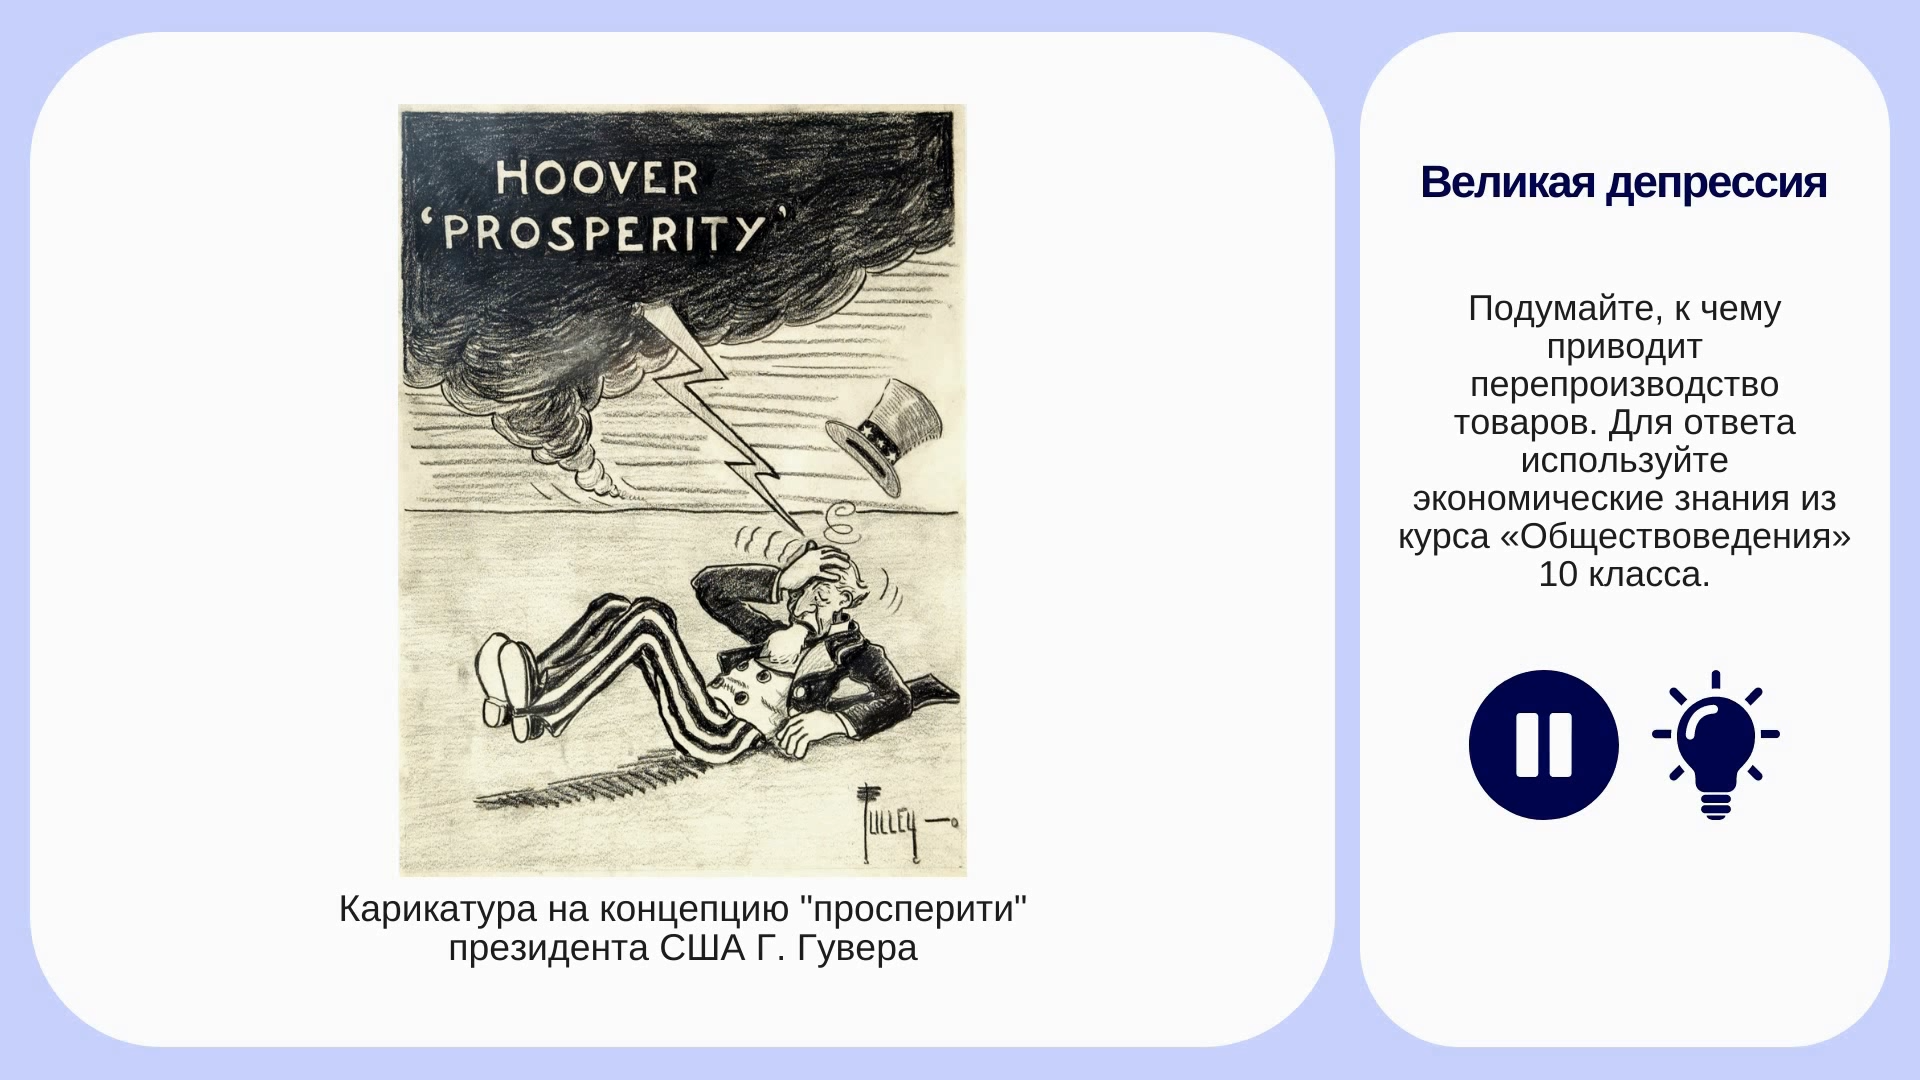 HOOVER
‘PROSPERITY’
Карикатура на концепцию "просперити"
президента США Г. Гувера
Великая депрессия
Подумайте, к чему
приводит
перепроизводство
товаров. Для ответа
используйте
экономические знания из
курса «Обществоведения»
10 класса.